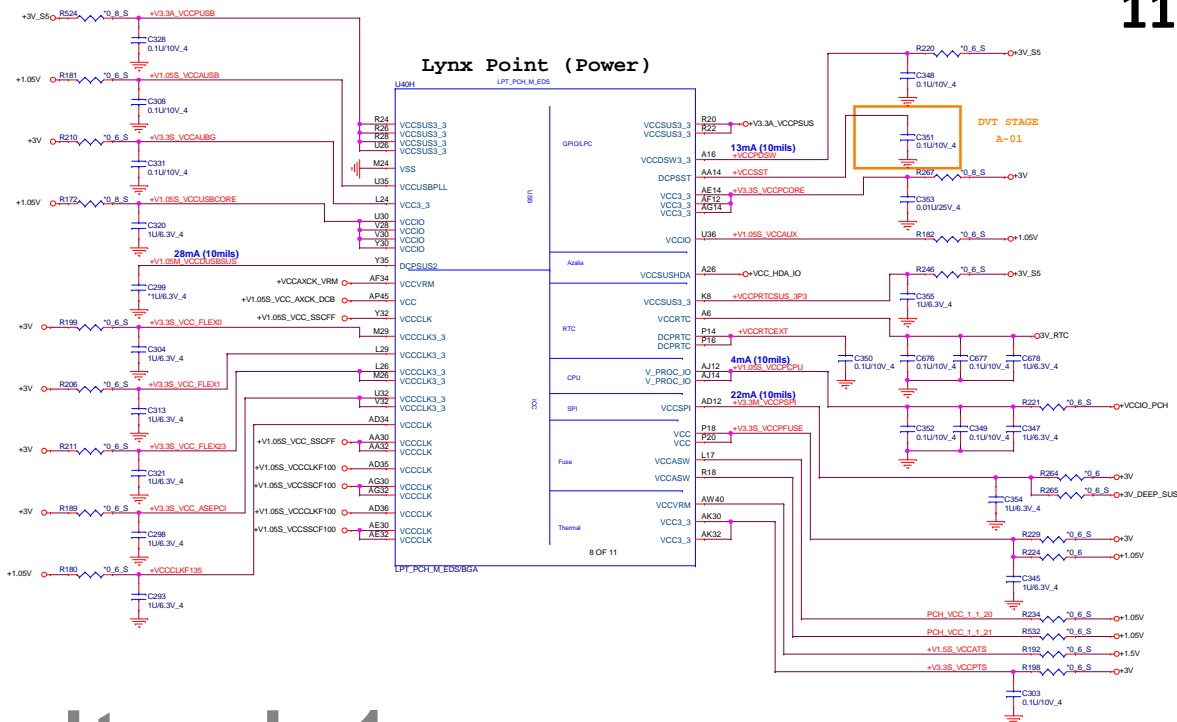 11
Lynx Point (Power)
U40H
LPT_PCH_M_EDS
+3V_S5 R524 *0_8_S +V3.3A_VCCPUSB
C328
0.1U/10V_4
+1.05V R181 *0_6_S +V1.05S_VCCAUSB
C308
0.1U/10V_4
+3V R210 *0_6_S +V3.3S_VCCAUBG
C331
0.1U/10V_4
+1.05V R172 *0_8_S +V1.05S_VCCUSBCORE
C320
1U/6.3V_4
28mA (10mils)
+V1.05M_VCCDUSBSUS
C299
*1U/6.3V_4
+VCCAXCK_VRM
+V1.05S_VCC_AXCK_DCB
+V1.05S_VCC_SSCFF
+3V R199 *0_6_S +V3.3S_VCC_FLEX0
C304
1U/6.3V_4
+3V R206 *0_6_S +V3.3S_VCC_FLEX1
C313
1U/6.3V_4
+3V R211 *0_6_S +V3.3S_VCC_FLEX23
C321
1U/6.3V_4
+3V R189 *0_6_S +V3.3S_VCC_ASEPCI
C298
1U/6.3V_4
+1.05V R180 *0_6_S +VCCCLKF135
C293
1U/6.3V_4
+V1.05S_VCC_SSCFF
+V1.05S_VCCCLKF100
+V1.05S_VCCSSCF100
+V1.05S_VCCCLKF100
+V1.05S_VCCSSCF100
R24 VCCSUS3_3
R26 VCCSUS3_3
R28 VCCSUS3_3
U26 VCCSUS3_3
M24 VSS
U35 VCCUSBPLL
L24 VCC3_3
U30 VCCIO
V28 VCCIO
V30 VCCIO
Y30 VCCIO
Y35 DCPSUS2
AF34 VCCVRM
AP45 VCC
Y32 VCCCLK
M29 VCCCLK3_3
L29 VCCCLK3_3
L26 VCCCLK3_3
M26 VCCCLK3_3
U32 VCCCLK3_3
V32 VCCCLK3_3
AD34 VCCCLK
AA30 VCCCLK
AA32 VCCCLK
AD35 VCCCLK
AG30 VCCCLK
AG32 VCCCLK
AD36 VCCCLK
AE30 VCCCLK
AE32 VCCCLK
LPT_PCH_M_EDS/BGA
8 OF 11
USB
ICC
GPIO/LPC
Azalia
RTC
CPU
SPI
Fuse
Thermal
VCCSUS3_3 R20
VCCSUS3_3 R22 +V3.3A_VCCPSUS
13mA (10mils)
VCCDSW3_3 A16 +VCCPDSW
DCPSST AA14 +VCCSST
VCC3_3 AE14 +V3.3S_VCCPCORE
VCC3_3 AF12
VCC3_3 AG14
VCCIO U36 +V1.05S_VCCAUX
VCCSUSHDA A26 +VCC_HDA_IO
VCCSUS3_3 K8 +VCCPRTCSUS_3P3
VCCRTC A6
DCPRTC P14 +VCCRTCEXT
DCPRTC P16
4mA (10mils)
V_PROC_IO AJ12 +V1.05S_VCCPCPU
V_PROC_IO AJ14
22mA (10mils)
VCCSPI AD12 +V3.3M_VCCPSPI
VCC P18 +V3.3S_VCCPFUSE
VCC P20
VCCASW L17
VCCASW R18
VCCVRM AW40
VCC3_3 AK30
VCC3_3 AK32
R220 *0_6_S +3V_S5
C348
0.1U/10V_4
C351
0.1U/10V_4
DVT STAGE
A-01
R267 *0_8_S +3V
C353
0.01U/25V_4
R182 *0_6_S +1.05V
R246 *0_6_S +3V_S5
C355
1U/6.3V_4
+3V_RTC
C350
0.1U/10V_4
C676
0.1U/10V_4
C677
0.1U/10V_4
C678
1U/6.3V_4
R221 *0_6_S +VCCIO_PCH
C352
0.1U/10V_4
C349
0.1U/10V_4
C347
1U/6.3V_4
R264 *0_6 +3V
R265 *0_6_S +3V_DEEP_SUS
C354
1U/6.3V_4
R229 *0_6_S +3V
R224 *0_6 +1.05V
C345
1U/6.3V_4
PCH_VCC_1_1_20 R234 *0_6_S +1.05V
PCH_VCC_1_1_21 R532 *0_6_S +1.05V
+V1.5S_VCCATS R192 *0_6_S +1.5V
+V3.3S_VCCPTS R198 *0_6_S +3V
C303
0.1U/10V_4